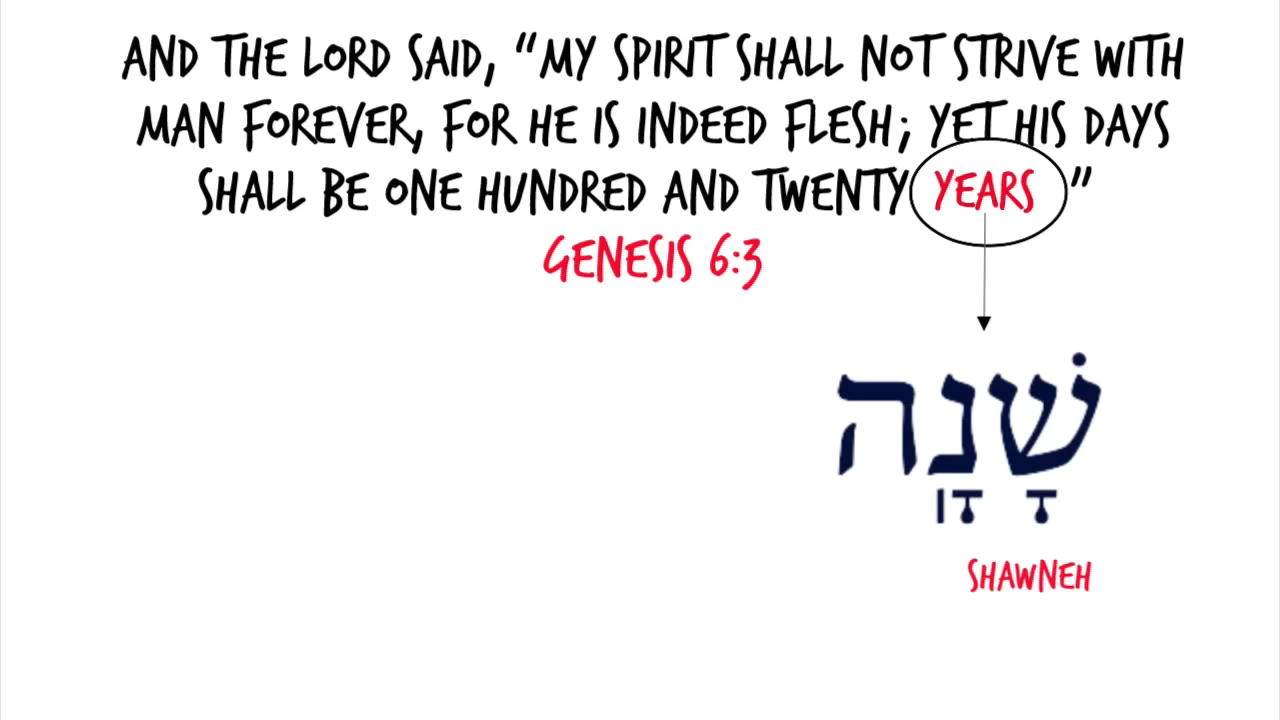 AND THE LORD SAID, “MY SPIRIT SHALL NOT STRIVE WITH
MAN FOREVER, FOR HE IS INDEED FLESH; YET HIS DAYS
SHALL BE ONE HUNDRED AND TWENTY YEARS ”
GENESIS 6:3
שָׁנָֽה
SHAWNEH